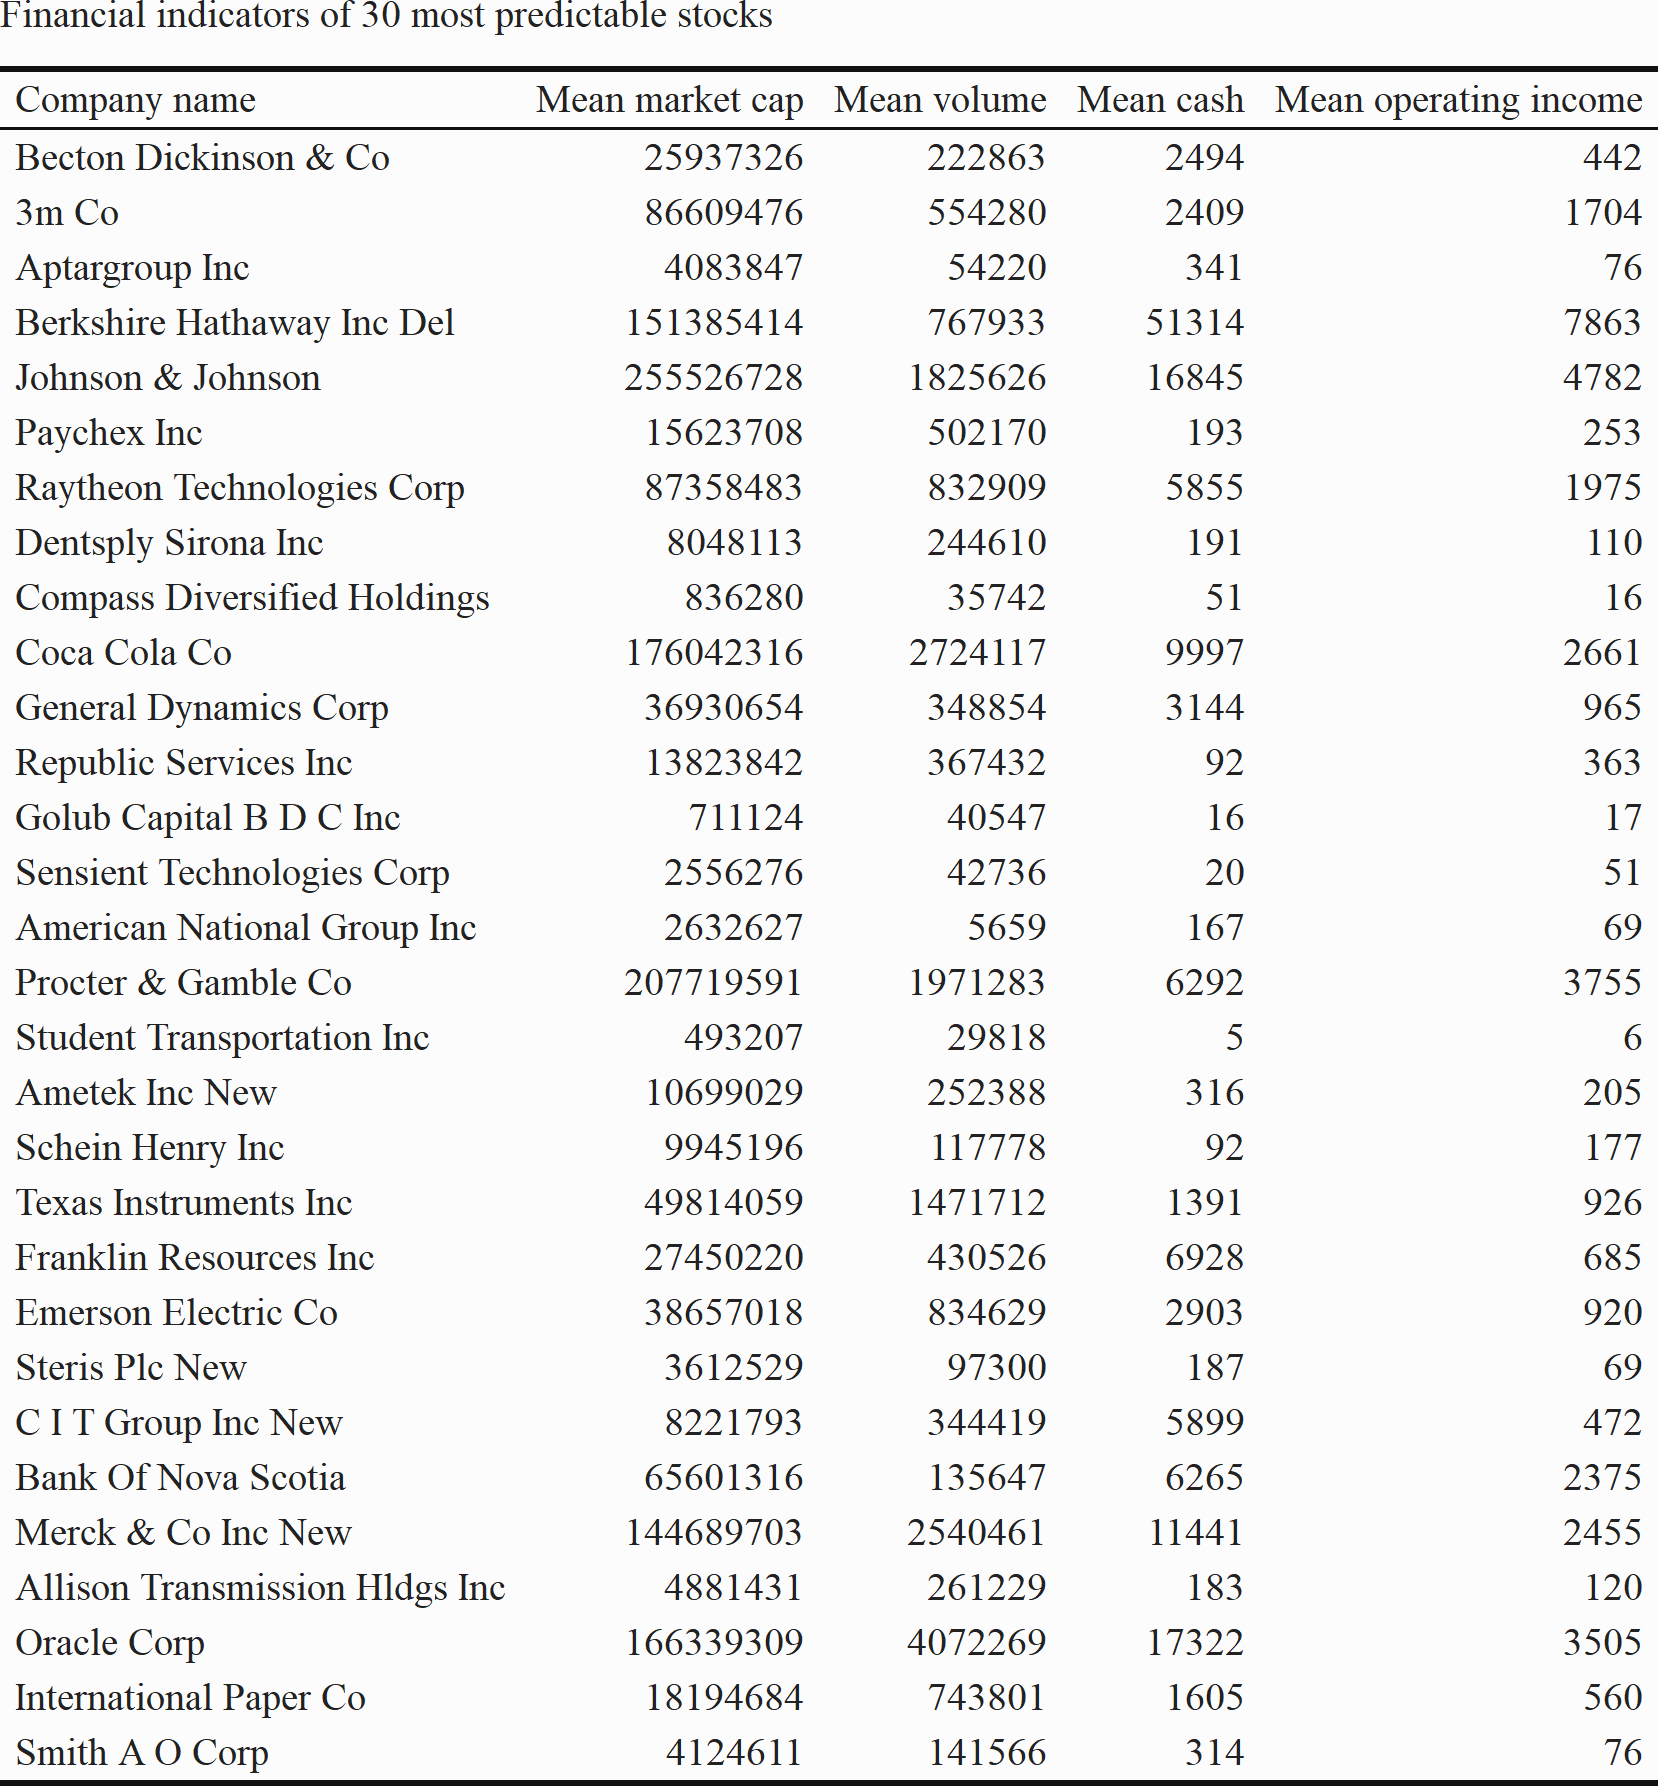 Financial indicators of 30 most predictable stocks
Company name Mean market cap Mean volume Mean cash Mean operating income
Becton Dickinson & Co 25937326 222863 2494 442
3m Co 86609476 554280 2409 1704
Aptargroup Inc 4083847 54220 341 76
Berkshire Hathaway Inc Del 151385414 767933 51314 7863
Johnson & Johnson 255526728 1825626 16845 4782
Paychex Inc 15623708 502170 193 253
Raytheon Technologies Corp 87358483 832909 5855 1975
Dentsply Sirona Inc 8048113 244610 191 110
Compass Diversified Holdings 836280 35742 51 16
Coca Cola Co 176042316 2724117 9997 2661
General Dynamics Corp 36930654 348854 3144 965
Republic Services Inc 13823842 367432 92 363
Golub Capital B D C Inc 711124 40547 16 17
Sensient Technologies Corp 2556276 42736 20 51
American National Group Inc 2632627 5659 167 69
Procter & Gamble Co 207719591 1971283 6292 3755
Student Transportation Inc 493207 29818 5 6
Ametek Inc New 10699029 252388 316 205
Schein Henry Inc 9945196 117778 92 177
Texas Instruments Inc 49814059 1471712 1391 926
Franklin Resources Inc 27450220 430526 6928 685
Emerson Electric Co 38657018 834629 2903 920
Steris Plc New 3612529 97300 187 69
C I T Group Inc New 8221793 344419 5899 472
Bank Of Nova Scotia 65601316 135647 6265 2375
Merck & Co Inc New 144689703 2540461 11441 2455
Allison Transmission Hldgs Inc 4881431 261229 183 120
Oracle Corp 166339309 4072269 17322 3505
International Paper Co 18194684 743801 1605 560
Smith A O Corp 4124611 141566 314 76